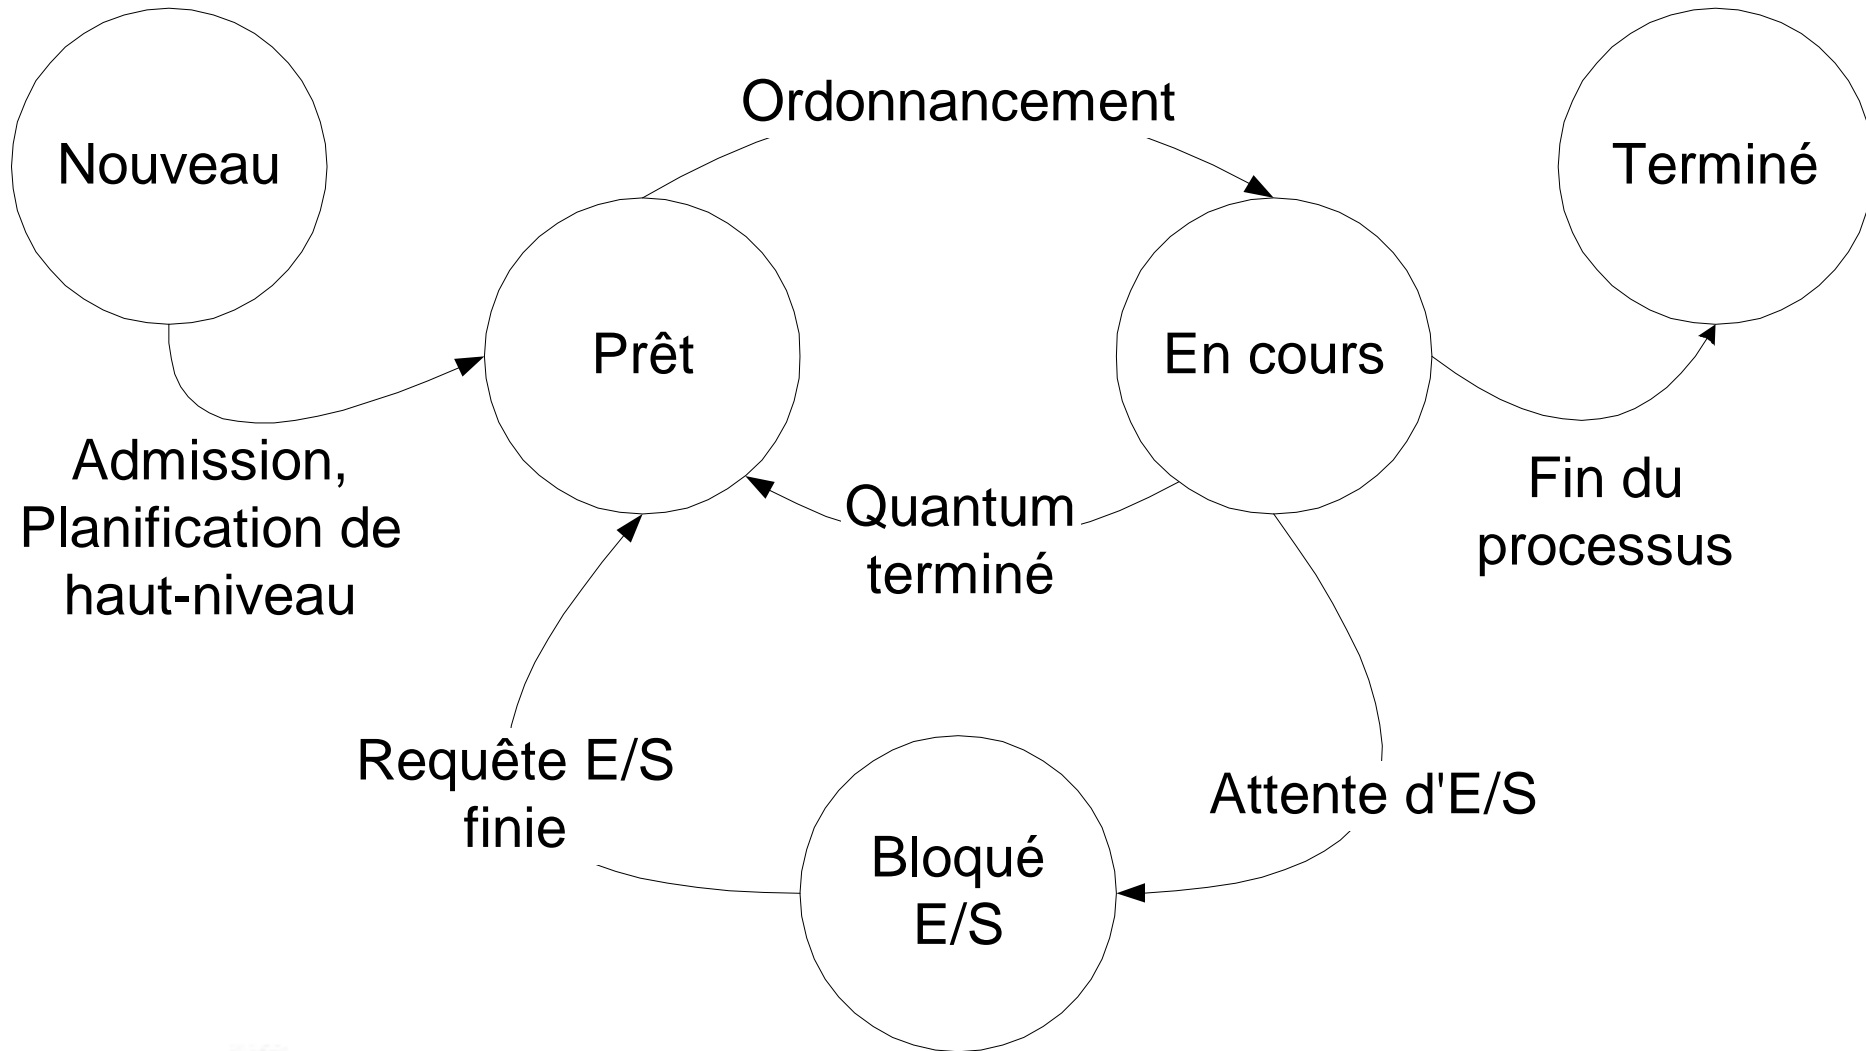 Ordonnancement
Nouveau
Terminé
Prêt
En cours
Admission,
Planification de
haut-niveau
Quantum
terminé
Fin du
processus
Requête E/S
finie
Attente d'E/S
Bloqué
E/S